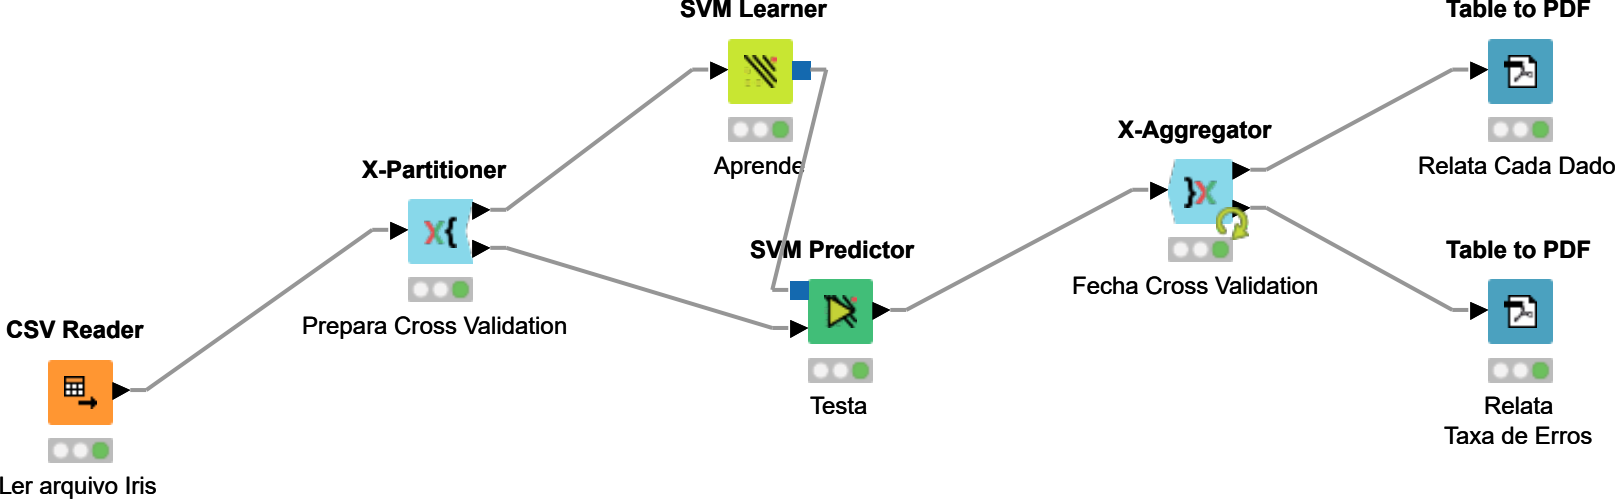 SVM Learner
Aprende
Table to PDF
Relata Cada Dado
X-Aggregator
Fecha Cross Validation
X-Partitioner
Prepara Cross Validation
SVM Predictor
Testa
Table to PDF
Relata
Taxa de Erros
CSV Reader
Ler arquivo Iris